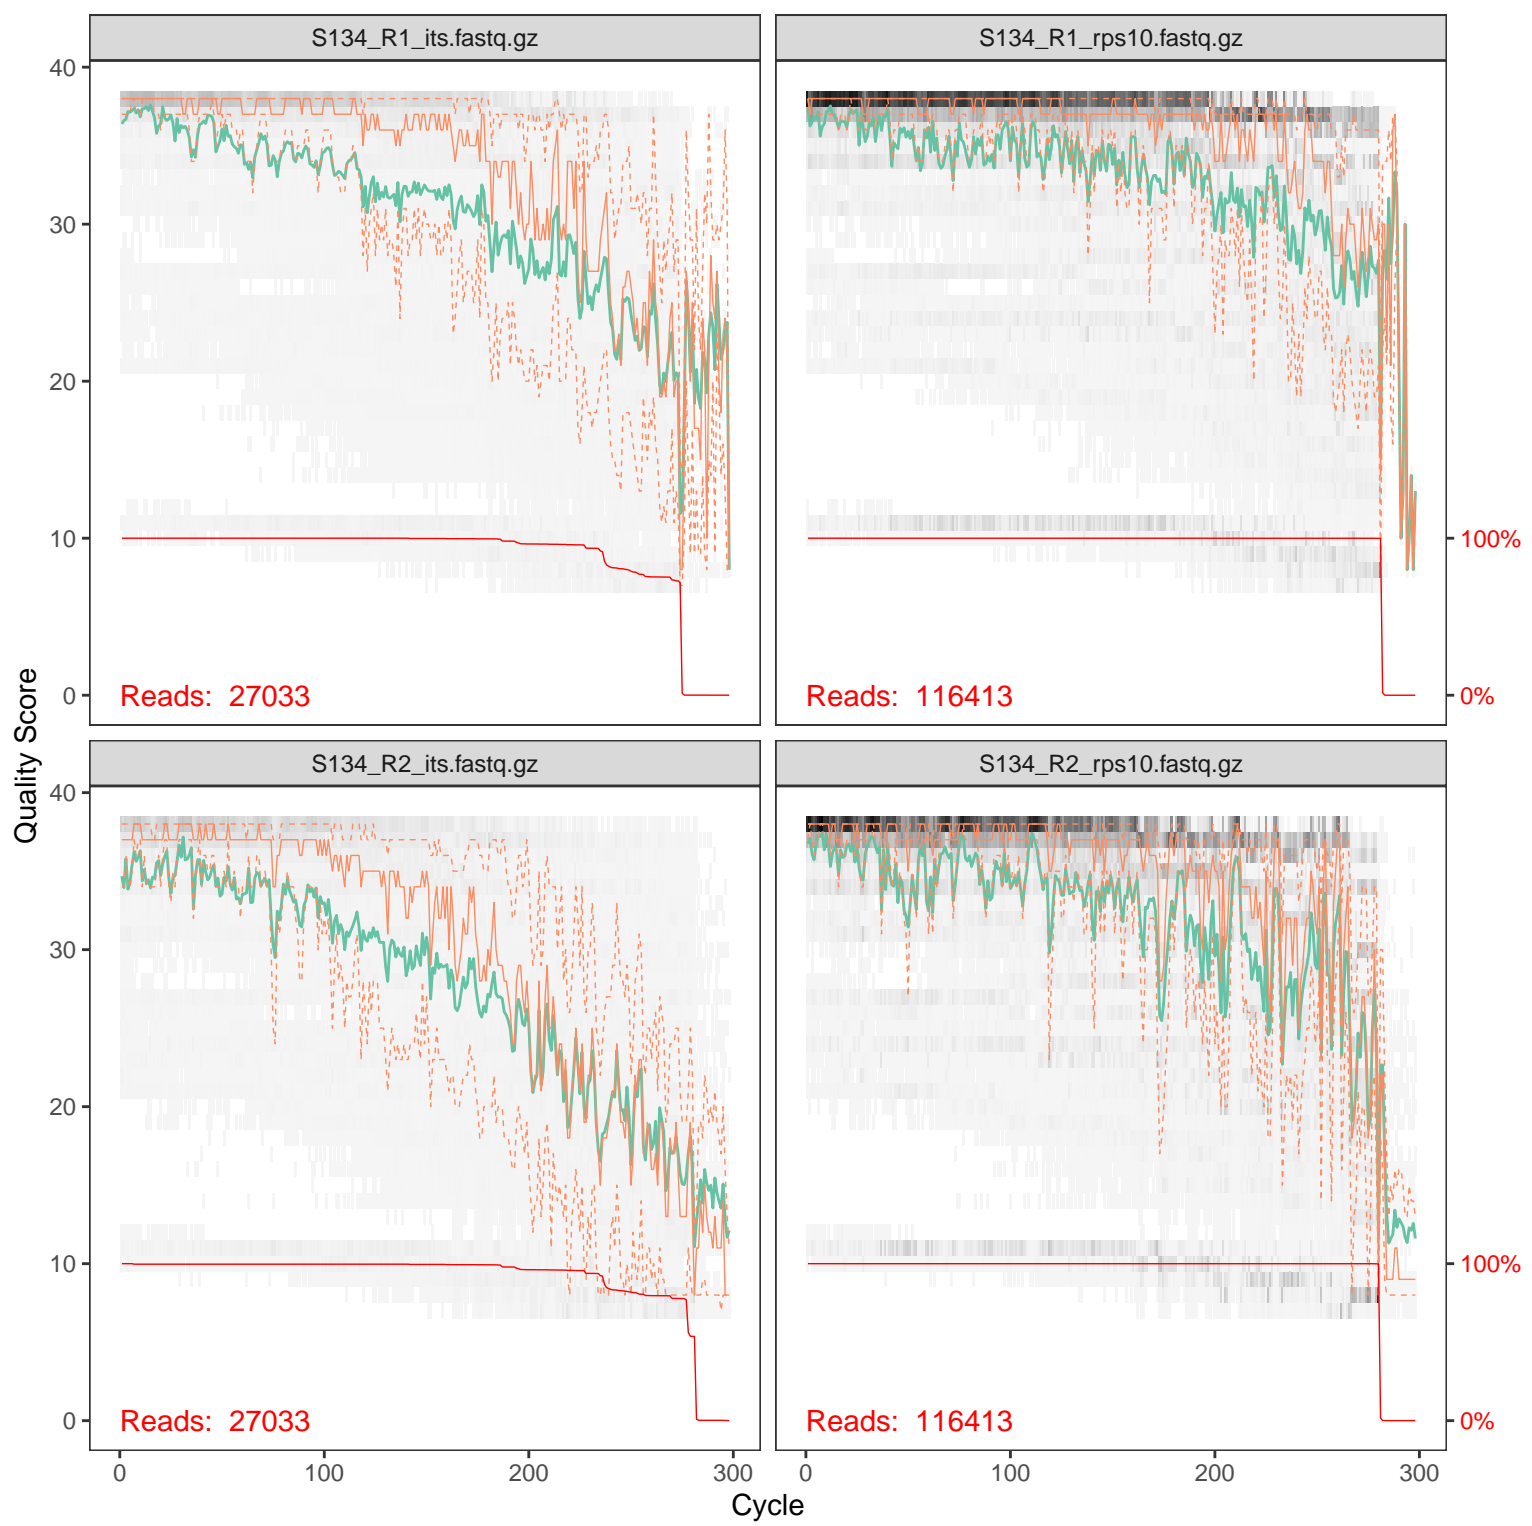 S134_R1_its.fastq.gz
S134_R1_rps10.fastq.gz
40
30
20
10
0
Reads: 27033
Reads: 116413
100%
0%
S134_R2_its.fastq.gz
S134_R2_rps10.fastq.gz
40
30
20
10
0
Reads: 27033
Reads: 116413
100%
0%
0
100
200
300
0
100
200
300
Cycle
Quality Score